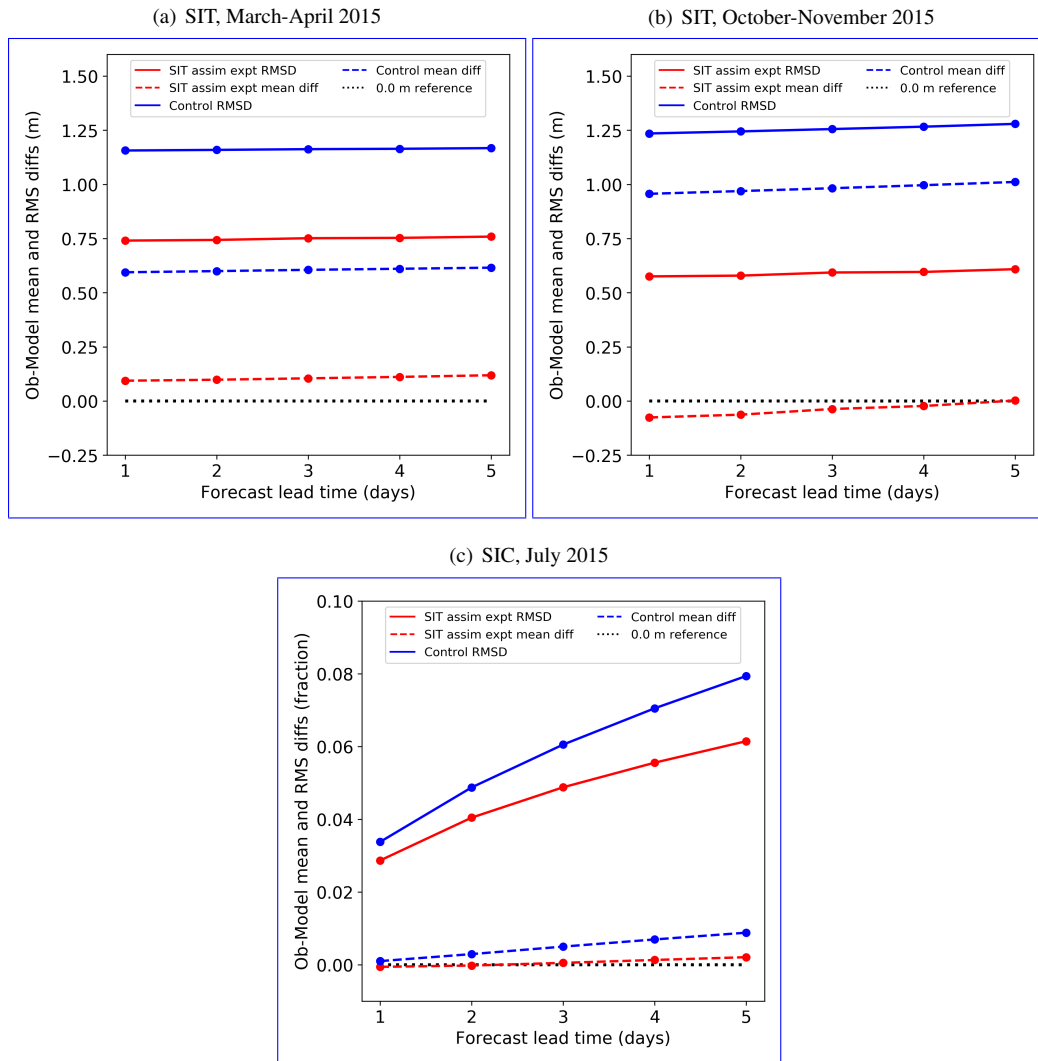 (a) SIT, March-April 2015
SIT assim expt RMSD
SIT assim expt mean diff
Control RMSD
Control mean diff
0.0 m reference
Ob-Model mean and RMS diffs (m)
1.50
1.25
1.00
0.75
0.50
0.25
0.00
−0.25
1 2 3 4 5
Forecast lead time (days)
(b) SIT, October-November 2015
SIT assim expt RMSD
SIT assim expt mean diff
Control RMSD
Control mean diff
0.0 m reference
Ob-Model mean and RMS diffs (m)
1.50
1.25
1.00
0.75
0.50
0.25
0.00
−0.25
1 2 3 4 5
Forecast lead time (days)
(c) SIC, July 2015
SIT assim expt RMSD
SIT assim expt mean diff
Control RMSD
Control mean diff
0.0 m reference
Ob-Model mean and RMS diffs (fraction)
0.10
0.08
0.06
0.04
0.02
0.00
1 2 3 4 5
Forecast lead time (days)